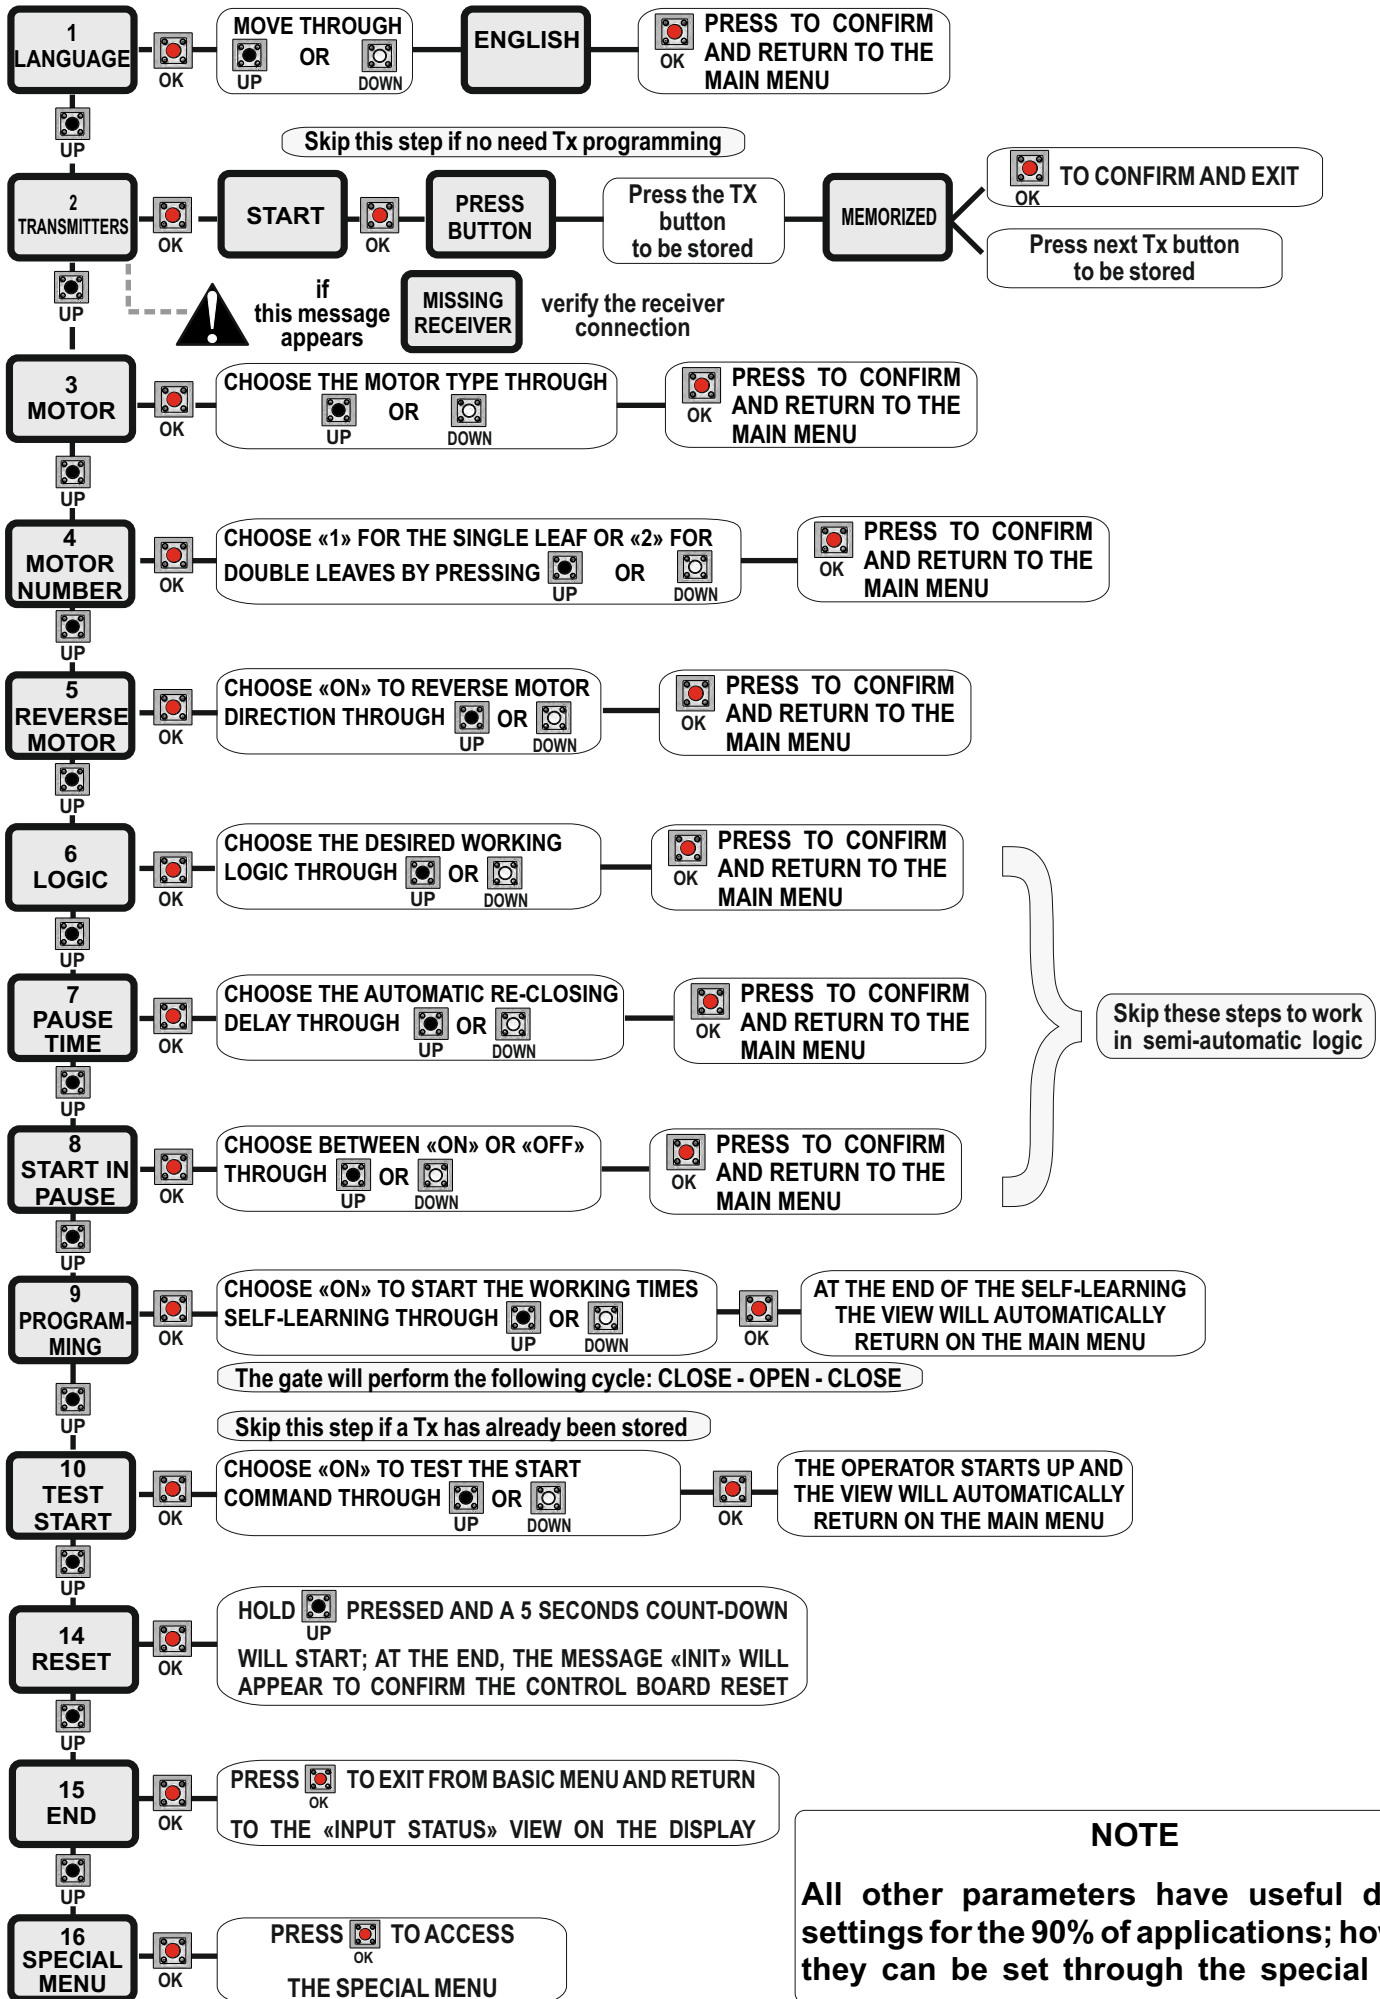 1
LANGUAGE
OK
MOVE THROUGH
OR
UP
DOWN
ENGLISH
OK
PRESS TO CONFIRM
AND RETURN TO THE
MAIN MENU
UP
Skip this step if no need Tx programming
2
TRANSMITTERS
OK
START
OK
PRESS
BUTTON
Press the TX
button
to be stored
MEMORIZED
OK
TO CONFIRM AND EXIT
Press next Tx button
to be stored
UP
if
this message
appears
MISSING
RECEIVER
verify the receiver
connection
3
MOTOR
OK
CHOOSE THE MOTOR TYPE THROUGH
OR
UP
DOWN
OK
PRESS TO CONFIRM
AND RETURN TO THE
MAIN MENU
UP
4
MOTOR
NUMBER
OK
CHOOSE «1» FOR THE SINGLE LEAF OR «2» FOR
DOUBLE LEAVES BY PRESSING OR
UP
DOWN
OK
PRESS TO CONFIRM
AND RETURN TO THE
MAIN MENU
UP
5
REVERSE
MOTOR
OK
CHOOSE «ON» TO REVERSE MOTOR
DIRECTION THROUGH OR
UP
DOWN
OK
PRESS TO CONFIRM
AND RETURN TO THE
MAIN MENU
UP
6
LOGIC
OK
CHOOSE THE DESIRED WORKING
LOGIC THROUGH OR
UP
DOWN
OK
PRESS TO CONFIRM
AND RETURN TO THE
MAIN MENU
UP
7
PAUSE
TIME
OK
CHOOSE THE AUTOMATIC RE-CLOSING
DELAY THROUGH OR
UP
DOWN
OK
PRESS TO CONFIRM
AND RETURN TO THE
MAIN MENU
Skip these steps to work
in semi-automatic logic
UP
8
START IN
PAUSE
OK
CHOOSE BETWEEN «ON» OR «OFF»
THROUGH OR
UP
DOWN
OK
PRESS TO CONFIRM
AND RETURN TO THE
MAIN MENU
UP
9
PROGRAM-
MING
OK
CHOOSE «ON» TO START THE WORKING TIMES
SELF-LEARNING THROUGH OR
UP
DOWN
OK
AT THE END OF THE SELF-LEARNING
THE VIEW WILL AUTOMATICALLY
RETURN ON THE MAIN MENU
The gate will perform the following cycle: CLOSE - OPEN - CLOSE
UP
Skip this step if a Tx has already been stored
10
TEST
START
OK
CHOOSE «ON» TO TEST THE START
COMMAND THROUGH OR
UP
DOWN
OK
THE OPERATOR STARTS UP AND
THE VIEW WILL AUTOMATICALLY
RETURN ON THE MAIN MENU
UP
14
RESET
OK
HOLD PRESSED AND A 5 SECONDS COUNT-DOWN
UP
WILL START; AT THE END, THE MESSAGE «INIT» WILL
APPEAR TO CONFIRM THE CONTROL BOARD RESET
UP
15
END
OK
PRESS TO EXIT FROM BASIC MENU AND RETURN
OK
TO THE «INPUT STATUS» VIEW ON THE DISPLAY
UP
16
SPECIAL
MENU
OK
PRESS TO ACCESS
OK
THE SPECIAL MENU
NOTE
All other parameters have useful d
settings for the 90% of applications; ho
they can be set through the special